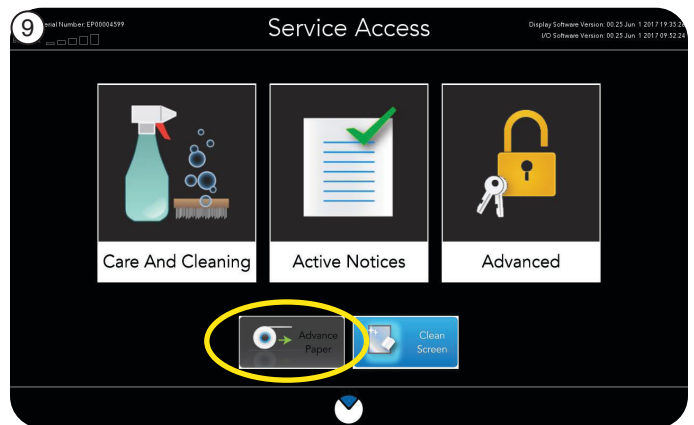 9
erial Number: EP00004599
Service Access
Display Software Version: 00.25 Jun 1 2017 19:35:26
I/O Software Version: 00.25 Jun 1 2017 09:52:24
Care And Cleaning
Active Notices
Advanced
Advance
Paper
Clean
Screen